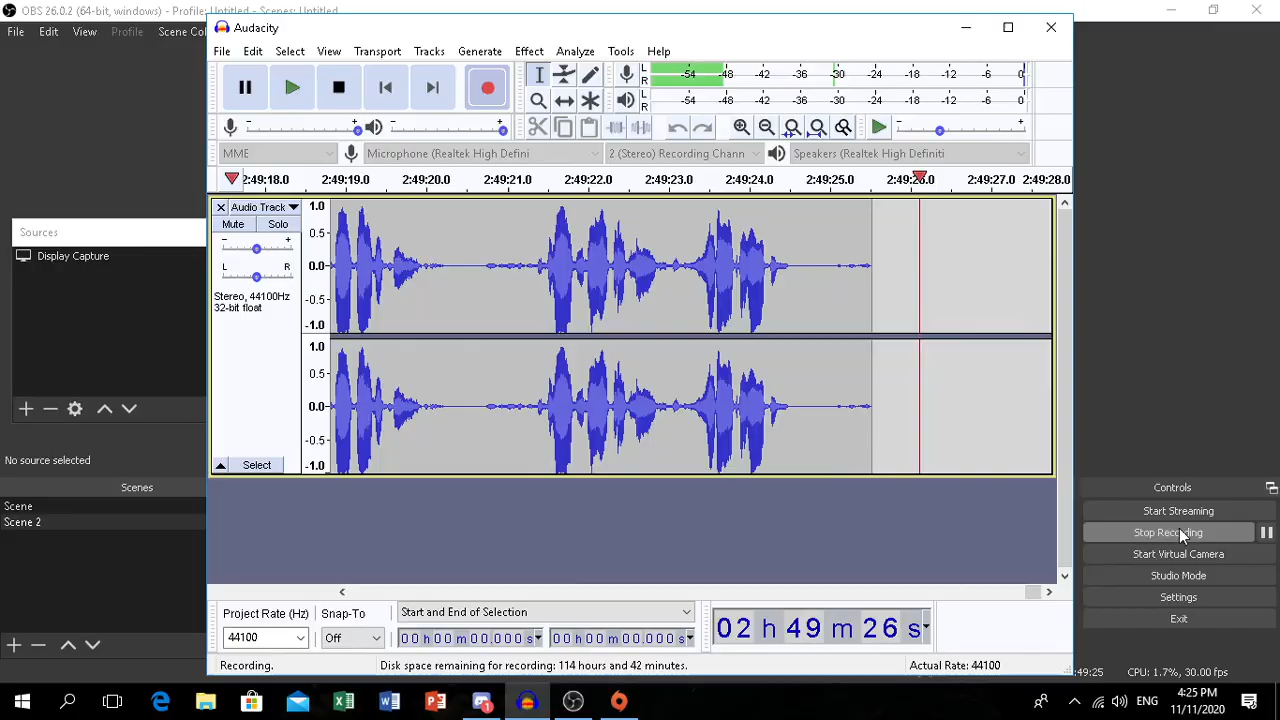 OBS 26.0.2 (64-bit, windows) - Profile: Untitled - Scenes: Untitled
File Edit View Profile Scene Col
Audacity
File Edit Select View Transport Tracks Generate Effect Analyze Tools Help
L R -54 -48 -42 -36 -30 -24 -18 -12 -6 0
L R -54 -48 -42 -36 -30 -24 -18 -12 -6 0
MME Microphone (Realtek High Defini 2 (Stereo) Recording Chann Speakers (Realtek High Definiti
2:49:18.0 2:49:19.0 2:49:20.0 2:49:21.0 2:49:22.0 2:49:23.0 2:49:24.0 2:49:25.0 2:49:26.0 2:49:27.0 2:49:28.0
Audio Track
Mute Solo
- +
L R
Stereo, 44100Hz
32-bit float
1.0
0.5
0.0
-0.5
-1.0
1.0
0.5
0.0
-0.5
-1.0
Select
Sources
Display Capture
No source selected
Scenes
Scene
Scene 2
Controls
Start Streaming
Stop Recording
Start Virtual Camera
Studio Mode
Settings
Exit
Project Rate (Hz) Snap-To Start and End of Selection
44100 Off 00 h 00 m 00.000 s 00 h 00 m 00.000 s 02 h 49 m 26 s
Recording. Disk space remaining for recording: 114 hours and 42 minutes. Actual Rate: 44100
:49:25 CPU: 1.7%, 30.00 fps
ENG 4:25 PM
11/11/2020